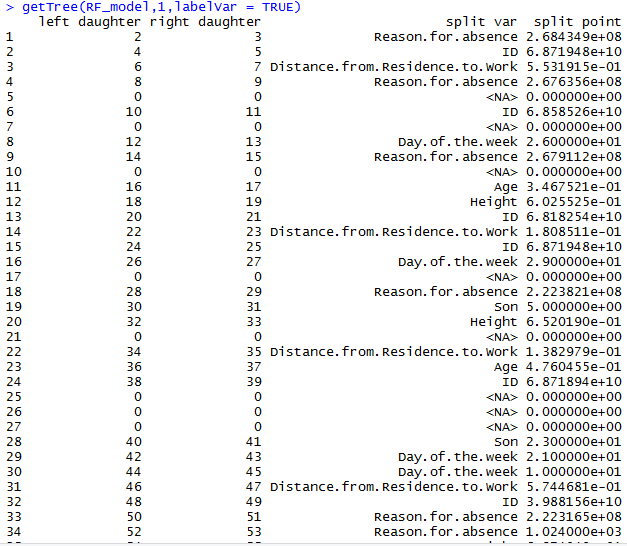 > getTree(RF_model,1,labelVar = TRUE)
left daughter right daughter split var split point
1 2 3 Reason.for.absence 2.684349e+08
2 4 5 ID 6.871948e+10
3 6 7 Distance.from.Residence.to.Work 5.531915e-01
4 8 9 Reason.for.absence 2.676356e+08
5 0 0 <NA> 0.000000e+00
6 10 11 ID 6.858526e+10
7 0 0 <NA> 0.000000e+00
8 12 13 Day.of.the.week 2.600000e+01
9 14 15 Reason.for.absence 2.679112e+08
10 0 0 <NA> 0.000000e+00
11 16 17 Age 3.467521e-01
12 18 19 Height 6.025525e-01
13 20 21 ID 6.818254e+10
14 22 23 Distance.from.Residence.to.Work 1.808511e-01
15 24 25 ID 6.871948e+10
16 26 27 Day.of.the.week 2.900000e+01
17 0 0 <NA> 0.000000e+00
18 28 29 Reason.for.absence 2.223821e+08
19 30 31 Son 5.000000e+00
20 32 33 Height 6.520190e-01
21 0 0 <NA> 0.000000e+00
22 34 35 Distance.from.Residence.to.Work 1.382979e-01
23 36 37 Age 4.760455e-01
24 38 39 ID 6.871894e+10
25 0 0 <NA> 0.000000e+00
26 0 0 <NA> 0.000000e+00
27 0 0 <NA> 0.000000e+00
28 40 41 Son 2.300000e+01
29 42 43 Day.of.the.week 2.100000e+01
30 44 45 Day.of.the.week 1.000000e+01
31 46 47 Distance.from.Residence.to.Work 5.744681e-01
32 48 49 ID 3.988156e+10
33 50 51 Reason.for.absence 2.223165e+08
34 52 53 Reason.for.absence 1.024000e+03